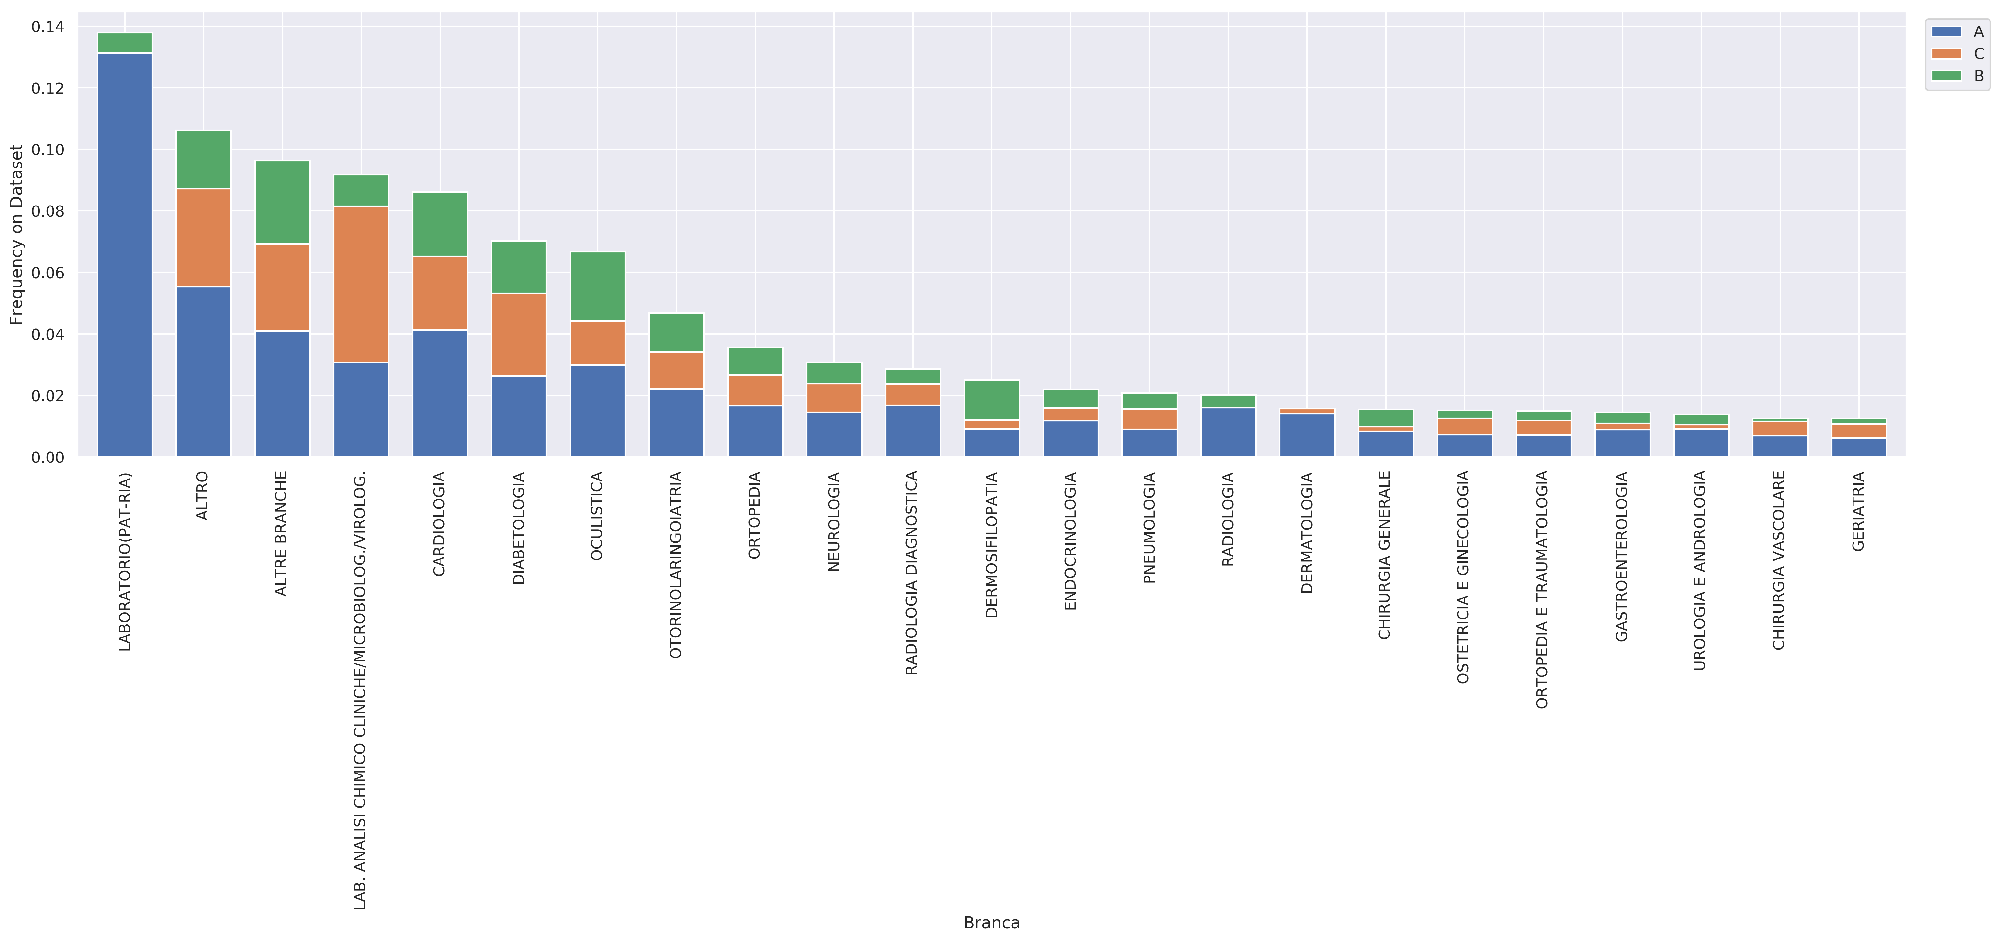 0.14
0.12
0.10
0.08
0.06
0.04
0.02
0.00
Frequency on Dataset
A
C
B
LABORATORIO(PAT-RIA)
ALTRO
ALTRE BRANCHE
LAB. ANALISI CHIMICO CLINICHE/MICROBIOLOG./VIROLOG.
CARDIOLOGIA
DIABETOLOGIA
OCULISTICA
OTORINOLARINGOIATRIA
ORTOPEDIA
NEUROLOGIA
RADIOLOGIA DIAGNOSTICA
DERMOSIFILOPATIA
ENDOCRINOLOGIA
PNEUMOLOGIA
RADIOLOGIA
DERMATOLOGIA
CHIRURGIA GENERALE
OSTETRICIA E GINECOLOGIA
ORTOPEDIA E TRAUMATOLOGIA
GASTROENTEROLOGIA
UROLOGIA E ANDROLOGIA
CHIRURGIA VASCOLARE
GERIATRIA
Branca